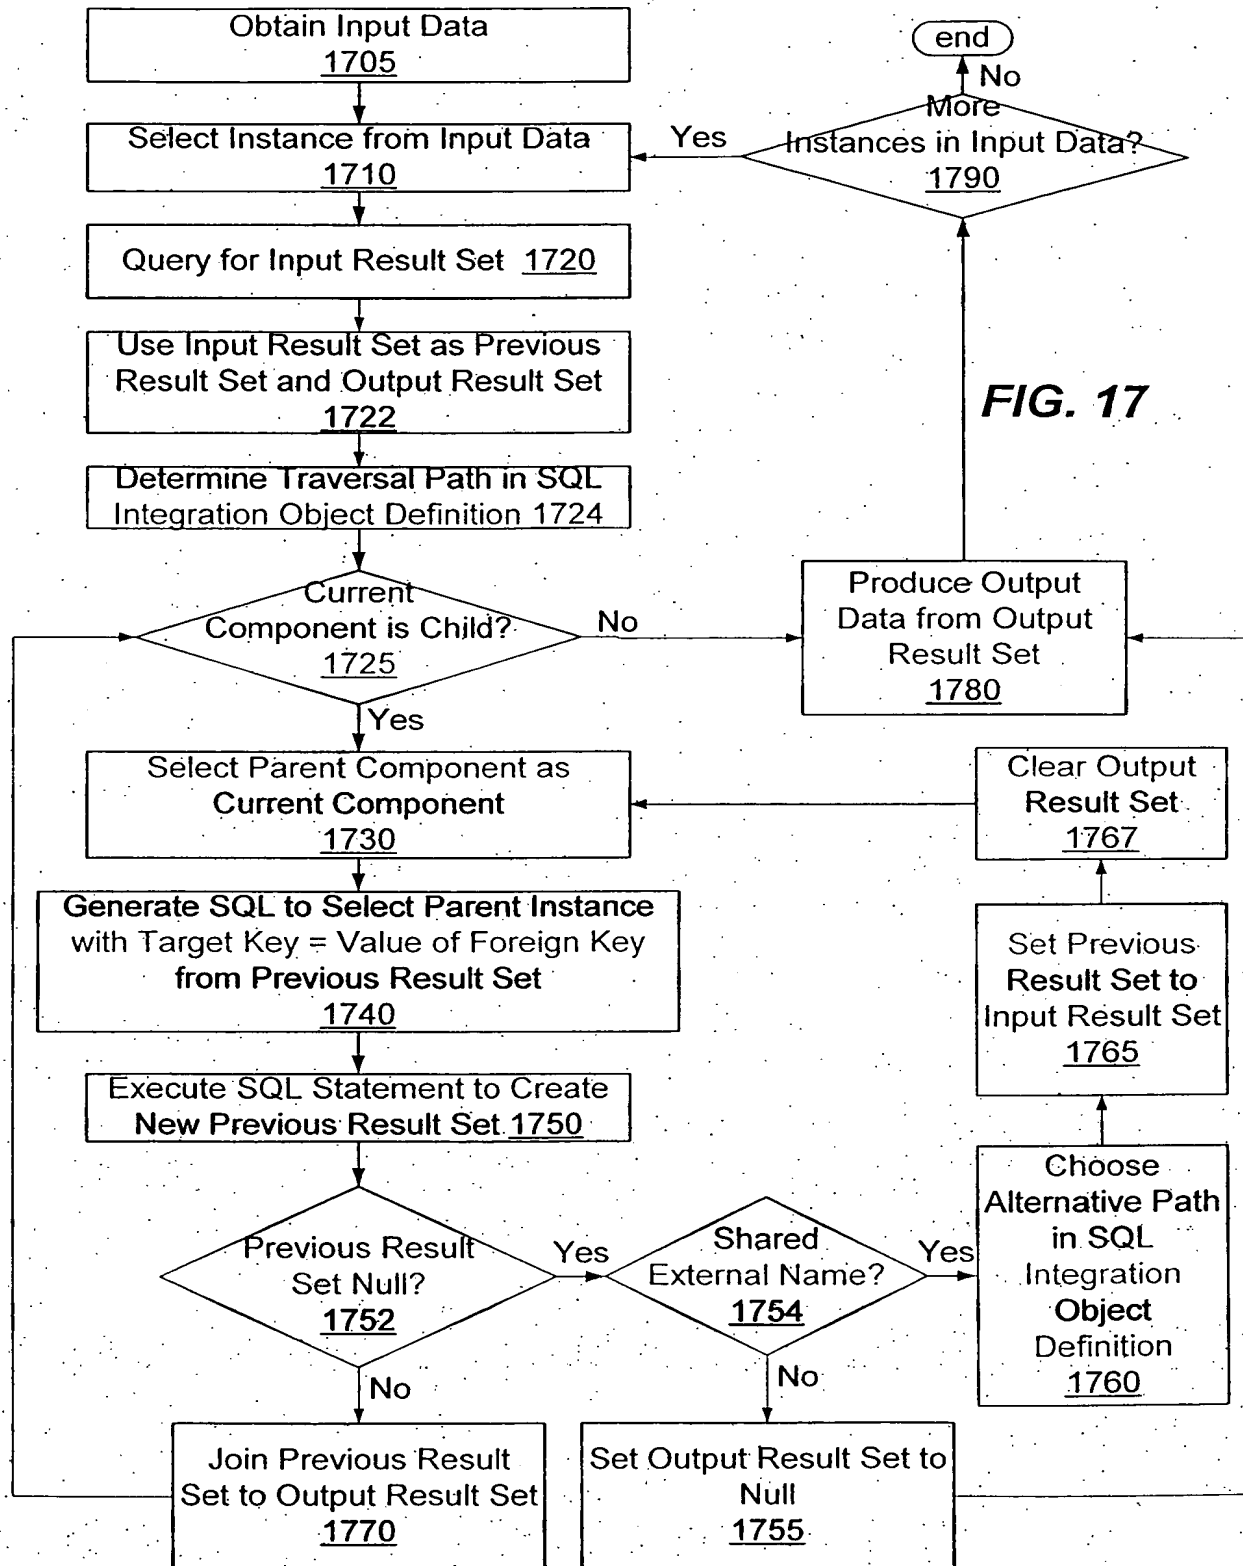 Obtain Input Data
1705
Select Instance from Input Data
1710
Query for Input Result Set 1720
Use Input Result Set as Previous
Result Set and Output Result Set
1722
Determine Traversal Path in SQL
Integration Object Definition 1724
Current
Component is Child?
1725
No
Yes
Select Parent Component as
Current Component
1730
Generate SQL to Select Parent Instance
with Target Key = Value of Foreign Key
from Previous Result Set
1740
Execute SQL Statement to Create
New Previous Result Set 1750
Previous Result
Set Null?
1752
Yes
No
Join Previous Result
Set to Output Result Set
1770
Shared
External Name?
1754
Yes
No
Set Output Result Set to
Null
1755
Choose
Alternative Path
in SQL
Integration
Object
Definition
1760
Set Previous
Result Set to
Input Result Set
1765
Clear Output
Result Set
1767
Produce Output
Data from Output
Result Set
1780
FIG. 17
More
Instances in Input Data?
1790
Yes
No
end